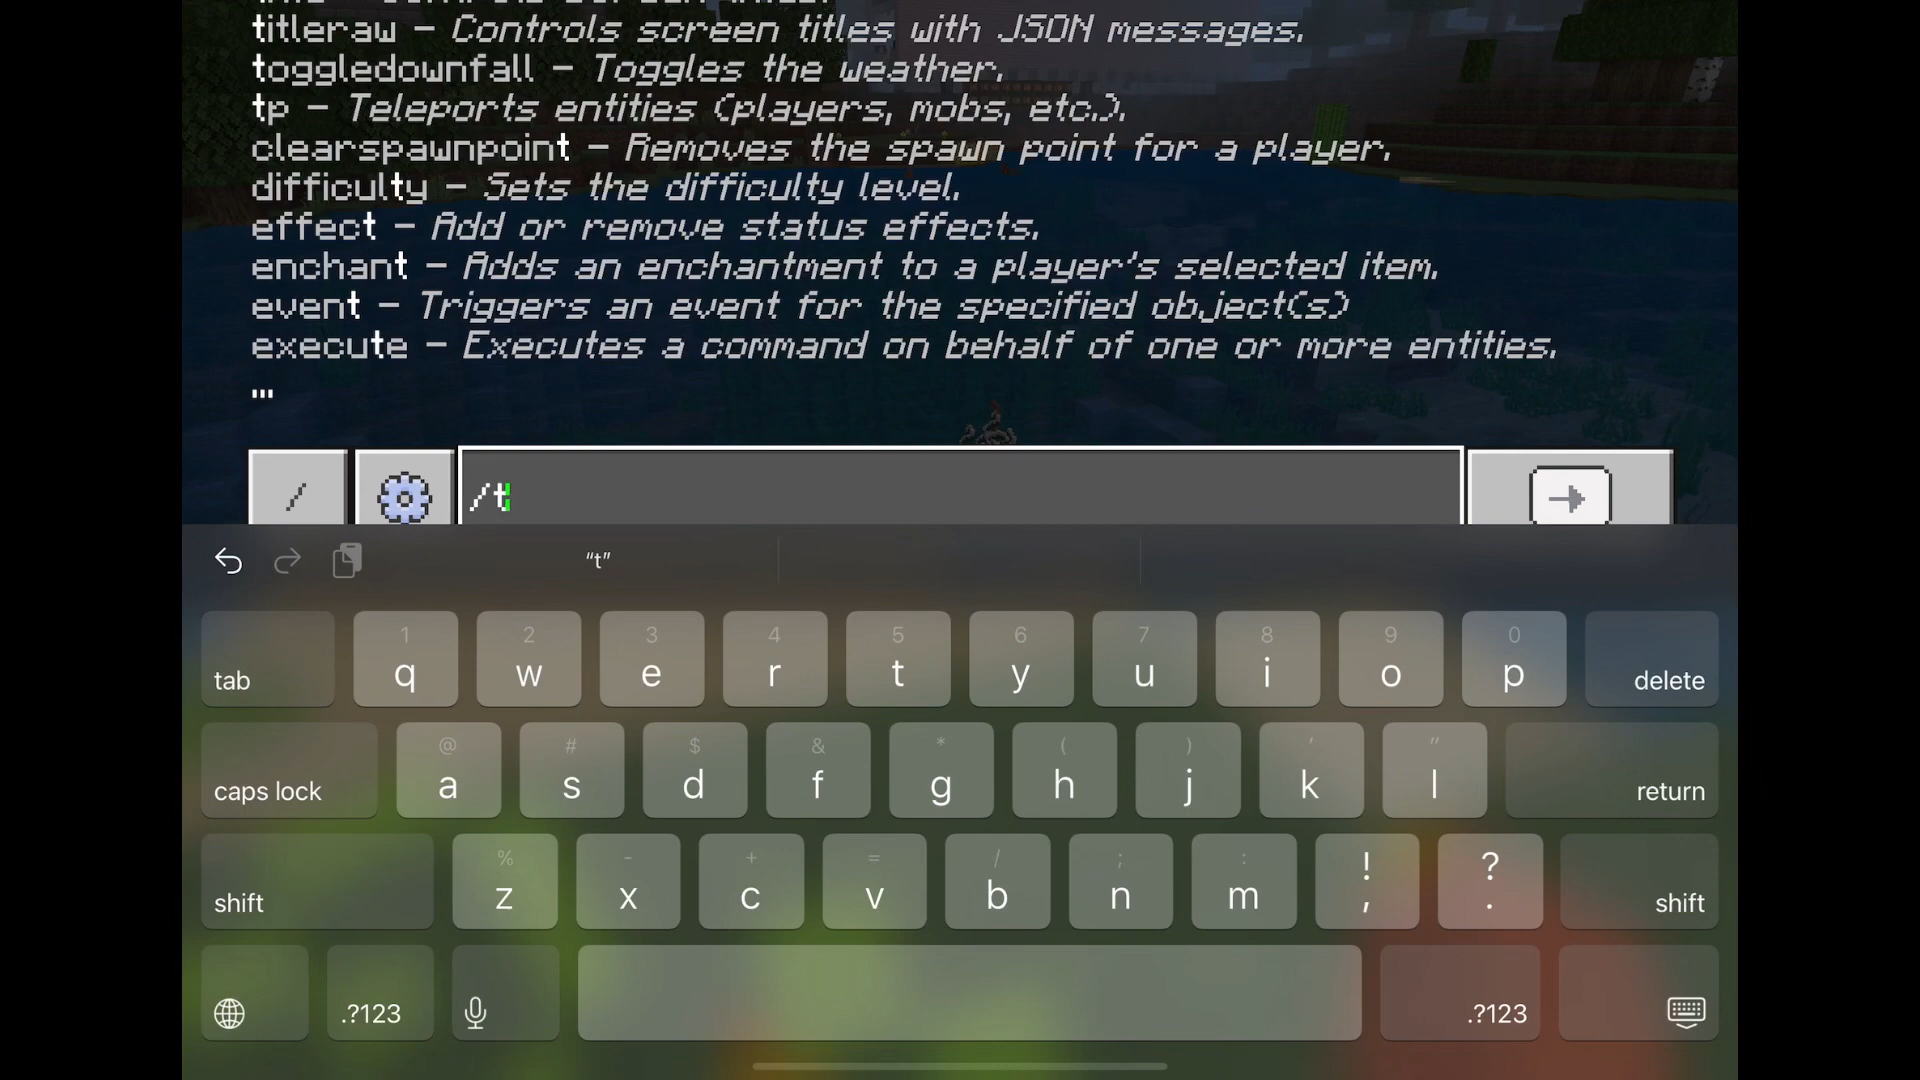 titleraw – Controls screen titles with JSON messages.
toggledownfall – Toggles the weather.
tp – Teleports entities (players, mobs, etc.).
clearspawnpoint – Removes the spawn point for a player.
difficulty – Sets the difficulty level.
effect – Add or remove status effects.
enchant – Adds an enchantment to a player's selected item.
event – Triggers an event for the specified object(s)
execute – Executes a command on behalf of one or more entities.
...
/ /t
“t”
1 2 3 4 5 6 7 8 9 0
tab q w e r t y u i o p delete
@ # $ & * ( ) ' "
caps lock a s d f g h j k l return
% - + = / ; : ! ?
shift z x c v b n m , . shift
.?123 .?123